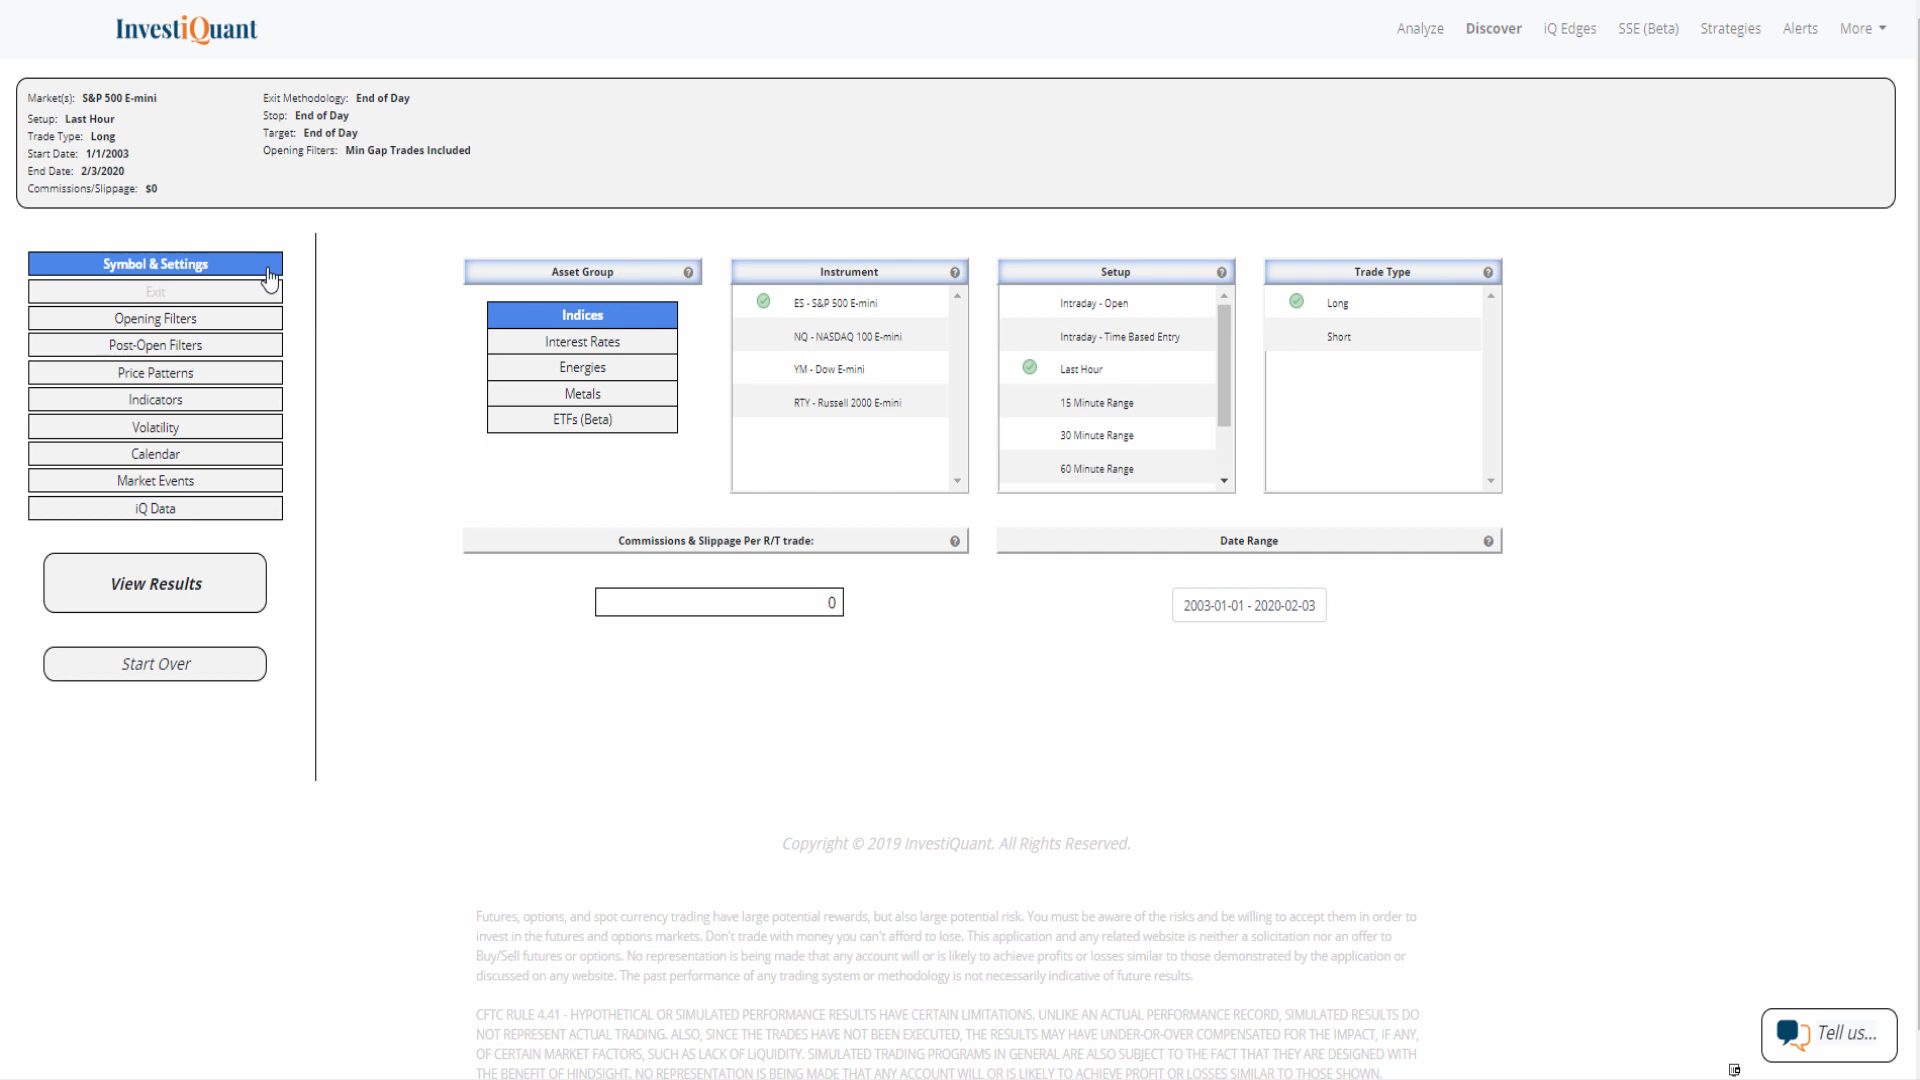 InvestiQuant
Analyze Discover iQ Edges SSE (Beta) Strategies Alerts More
Market(s): S&P 500 E-mini
Setup: Last Hour
Trade Type: Long
Start Date: 1/1/2003
End Date: 2/3/2020
Commissions/Slippage: $0
Exit Methodology: End of Day
Stop: End of Day
Target: End of Day
Opening Filters: Min Gap Trades Included
Symbol & Settings
Exit
Opening Filters
Post-Open Filters
Price Patterns
Indicators
Volatility
Calendar
Market Events
iQ Data
View Results
Start Over
Asset Group
Indices
Interest Rates
Energies
Metals
ETFs (Beta)
Instrument
ES - S&P 500 E-mini
NQ - NASDAQ 100 E-mini
YM - Dow E-mini
RTY - Russell 2000 E-mini
Setup
Intraday - Open
Intraday - Time Based Entry
Last Hour
15 Minute Range
30 Minute Range
60 Minute Range
Trade Type
Long
Short
Commissions & Slippage Per R/T trade:
0
Date Range
2003-01-01 - 2020-02-03
Copyright © 2019 InvestiQuant. All Rights Reserved.
Futures, options, and spot currency trading have large potential rewards, but also large potential risk. You must be aware of the risks and be willing to accept them in order to
invest in the futures and options markets. Don't trade with money you can't afford to lose. This application and any related website is neither a solicitation nor an offer to
Buy/Sell futures or options. No representation is being made that any account will or is likely to achieve profits or losses similar to those demonstrated by the application or
discussed on any website. The past performance of any trading system or methodology is not necessarily indicative of future results.
CFTC RULE 4.41 - HYPOTHETICAL OR SIMULATED PERFORMANCE RESULTS HAVE CERTAIN LIMITATIONS. UNLIKE AN ACTUAL PERFORMANCE RECORD, SIMULATED RESULTS DO
NOT REPRESENT ACTUAL TRADING. ALSO, SINCE THE TRADES HAVE NOT BEEN EXECUTED, THE RESULTS MAY HAVE UNDER-OR-OVER COMPENSATED FOR THE IMPACT, IF ANY,
OF CERTAIN MARKET FACTORS, SUCH AS LACK OF LIQUIDITY. SIMULATED TRADING PROGRAMS IN GENERAL ARE ALSO SUBJECT TO THE FACT THAT THEY ARE DESIGNED WITH
THE BENEFIT OF HINDSIGHT. NO REPRESENTATION IS BEING MADE THAT ANY ACCOUNT WILL OR IS LIKELY TO ACHIEVE PROFIT OR LOSSES SIMILAR TO THOSE SHOWN.
Tell us...